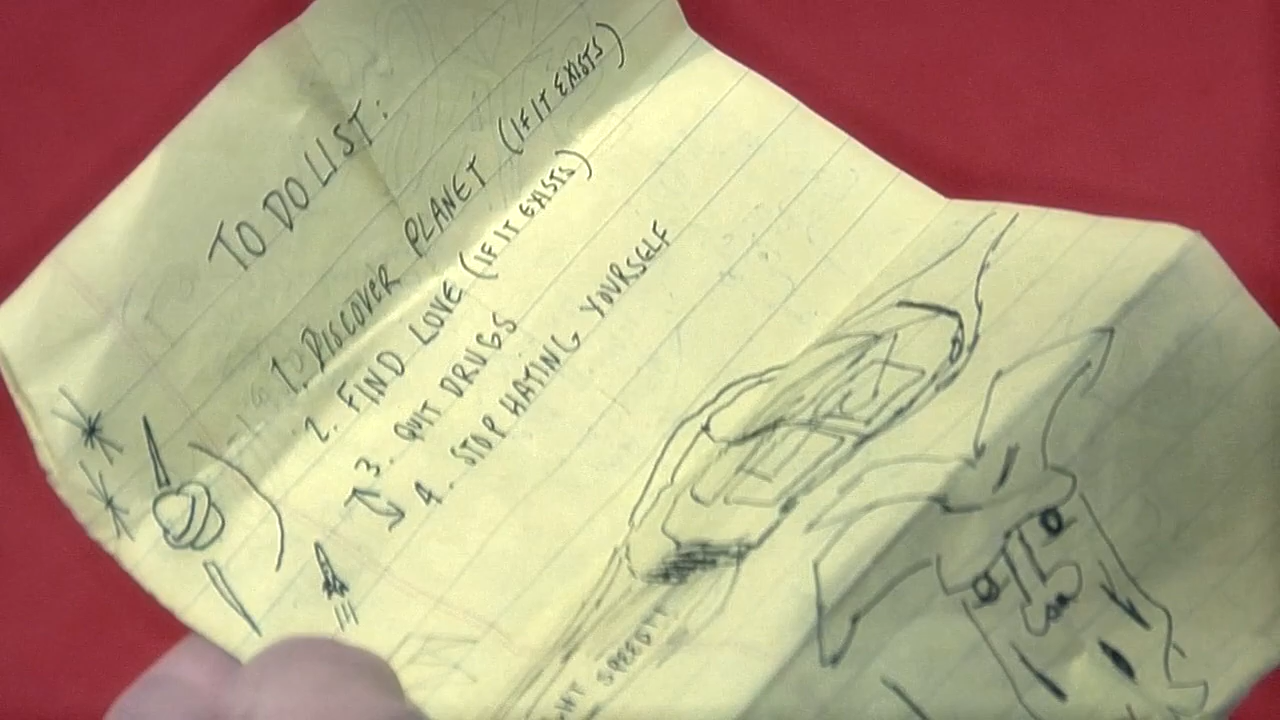 TO DO LIST:
1. DISCOVER PLANET (IF IT EXISTS)
2. FIND LOVE (IF IT EXISTS)
3. QUIT DRUGS
4. STOP HATING YOURSELF
SPEED!!